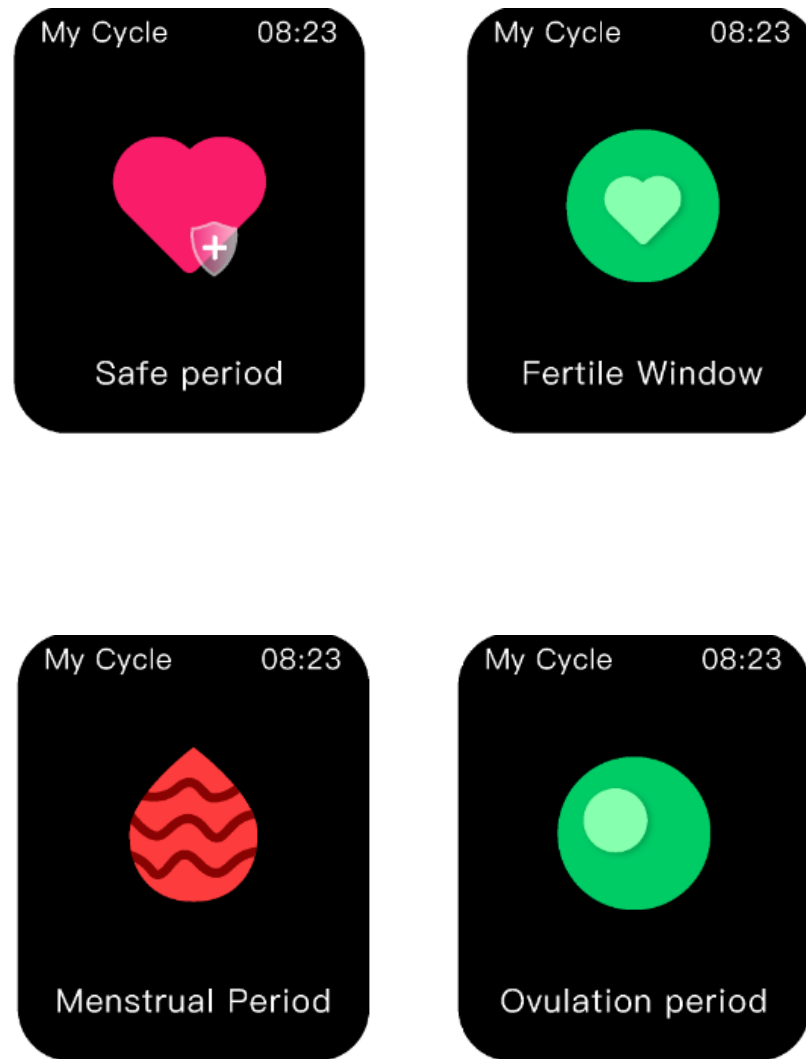 My Cycle 08:23
Safe period
My Cycle 08:23
Fertile Window
My Cycle 08:23
Menstrual Period
My Cycle 08:23
Ovulation period